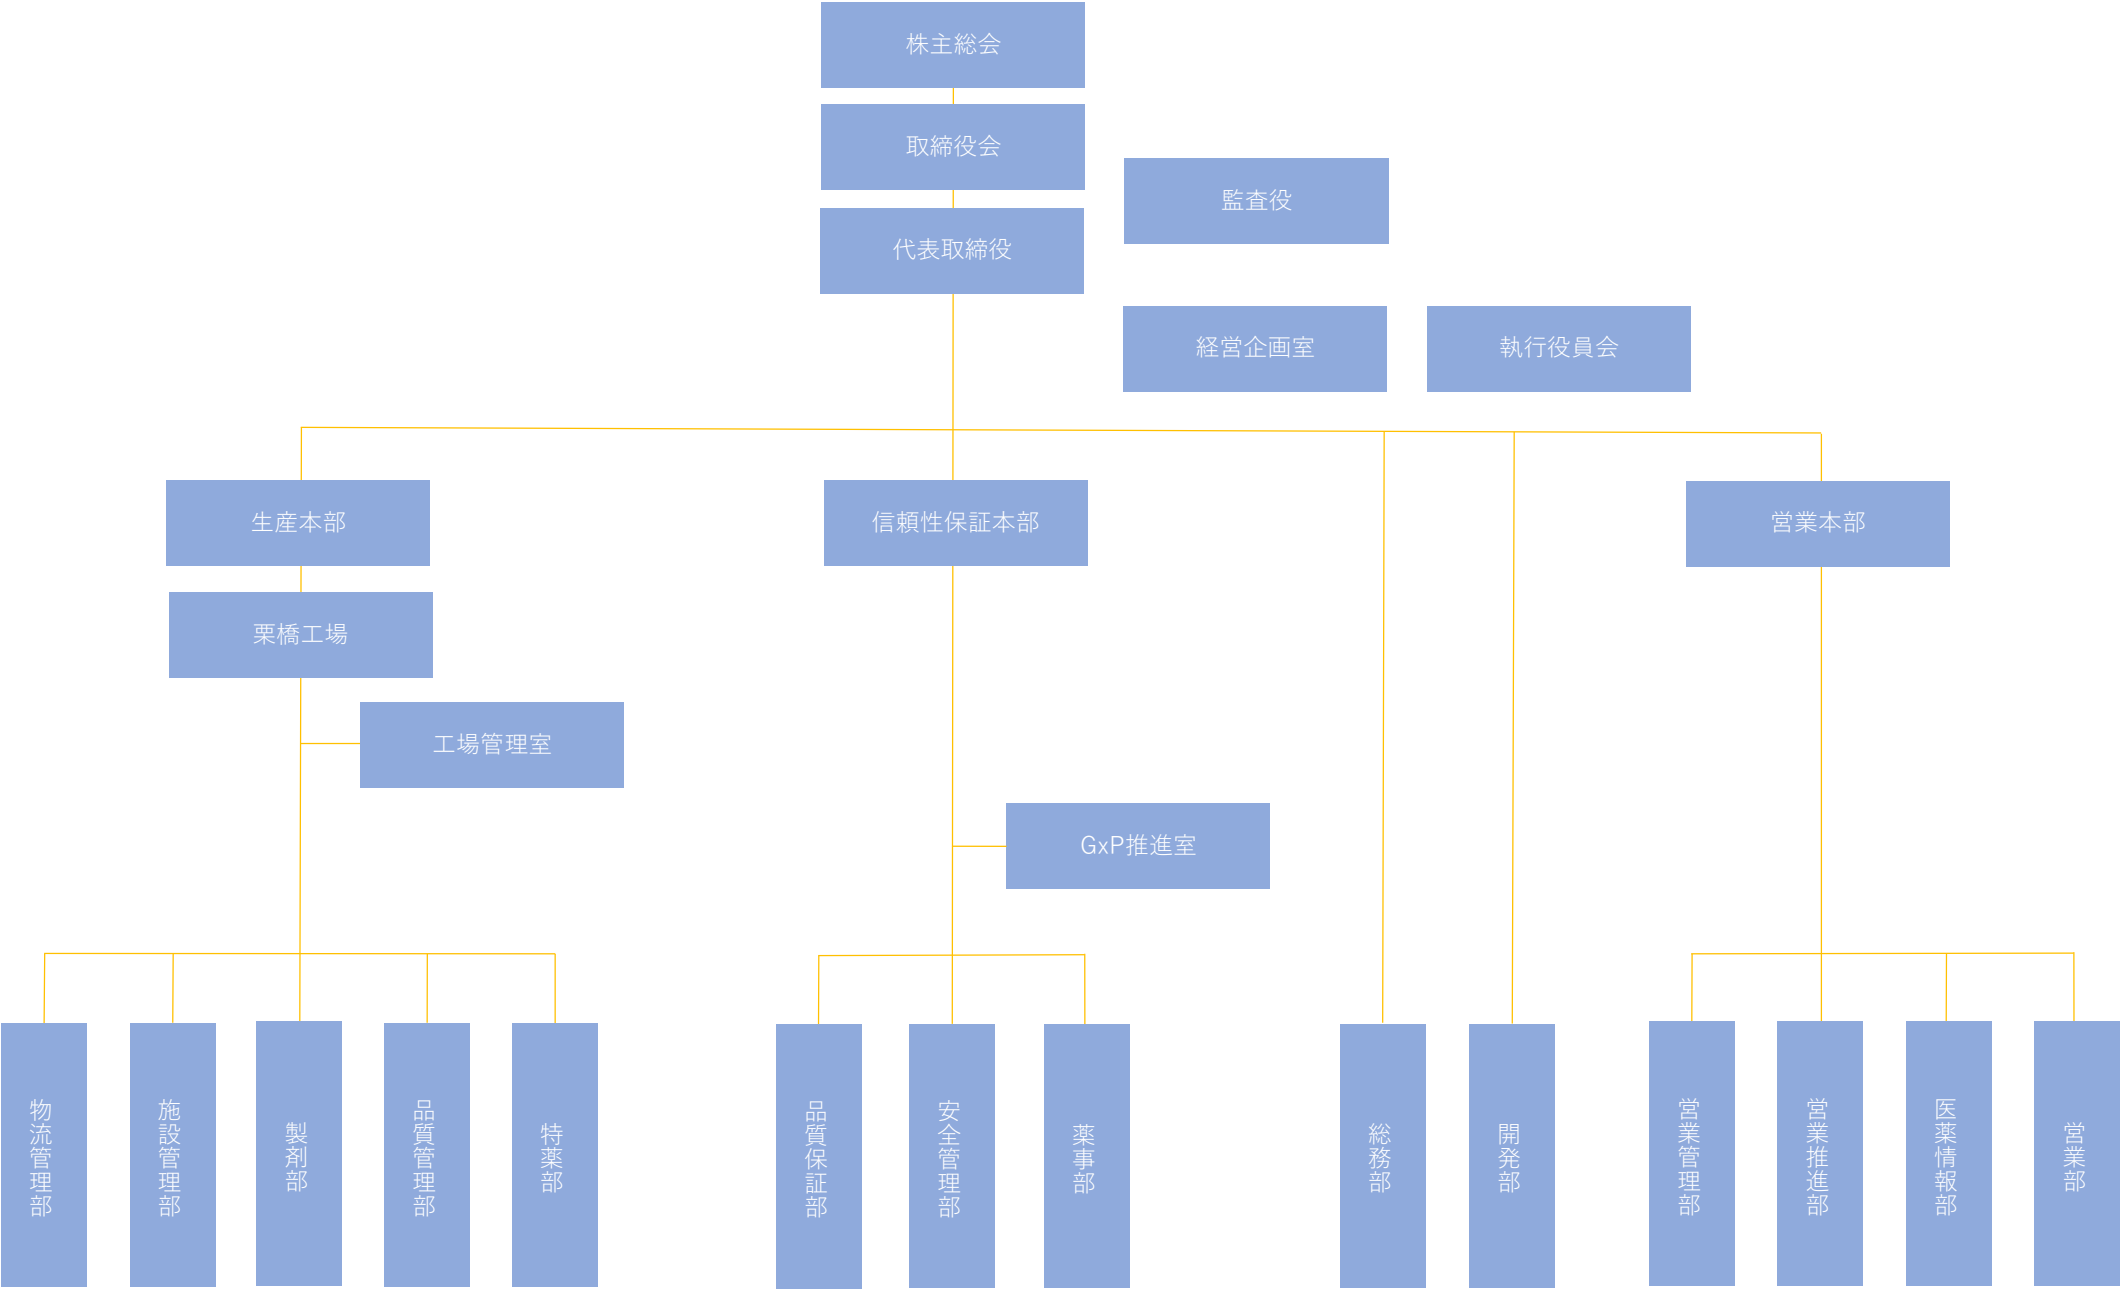 株主総会
取締役会
監査役
代表取締役
経営企画室
執行役員会
生産本部
信頼性保証本部
営業本部
栗橋工場
工場管理室
GxP推進室
物流管理部
施設管理部
製剤部
品質管理部
特薬部
品質保証部
安全管理部
薬事部
総務部
開発部
営業管理部
営業推進部
医薬情報部
営業部